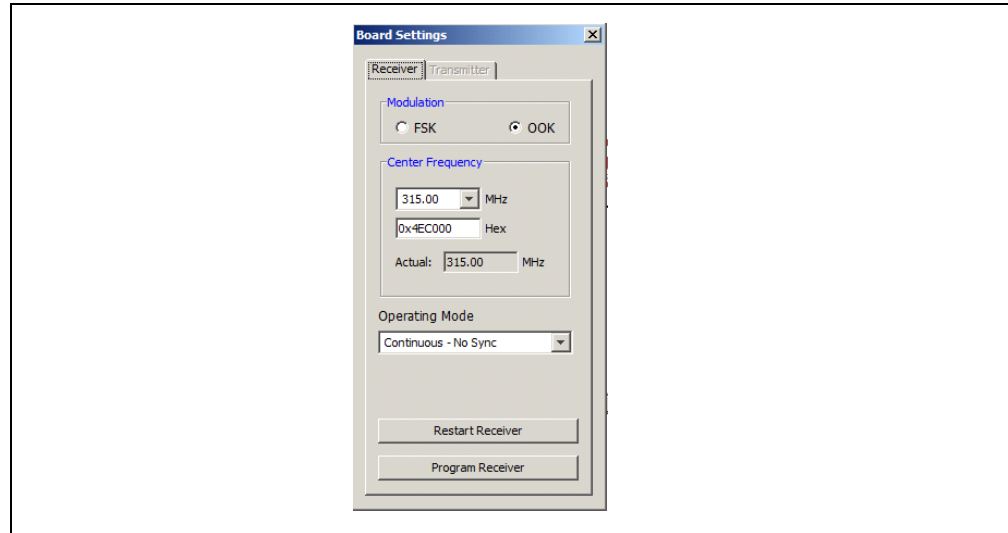 Board Settings
Receiver Transmitter
Modulation
FSK OOK
Center Frequency
315.00 MHz
0x4EC000 Hex
Actual: 315.00 MHz
Operating Mode
Continuous - No Sync
Restart Receiver
Program Receiver